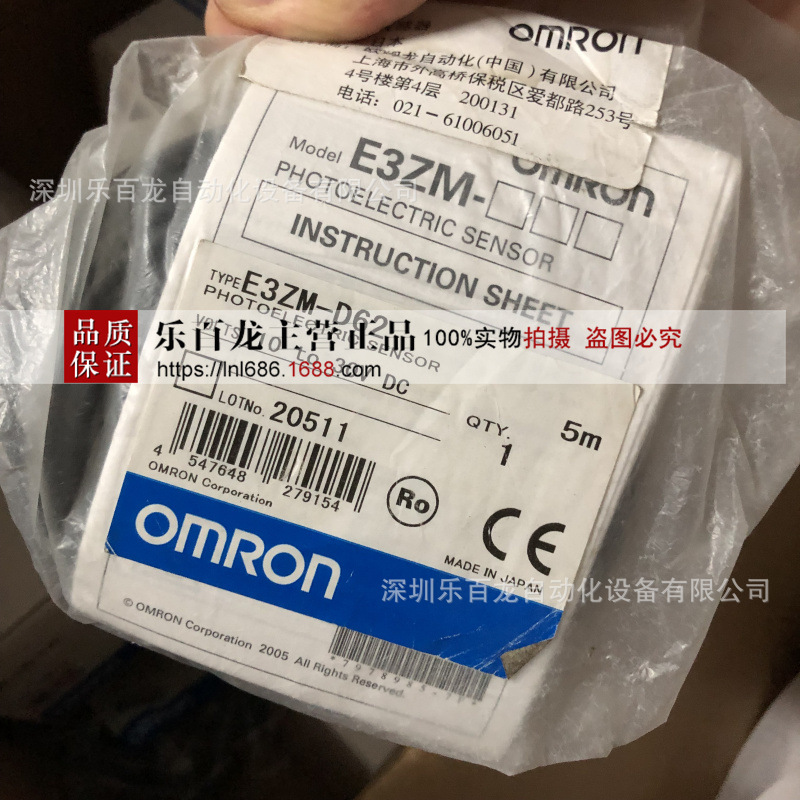 OMRON
欧姆龙自动化(中国)有限公司
上海市外高桥保税区爱都路253号
4号楼第4层 200131
电话: 021-61006051
OMRON
Model E3ZM-□□□
PHOTOELECTRIC SENSOR
INSTRUCTION SHEET
深圳乐百龙自动化设备有限公司
TYPE E3ZM-D62
PHOTOELECTRIC SENSOR
VOLTS 10 TO 30V DC
品质保证
乐百龙主营正品 100%实物拍摄 盗图必究
https://lnl686.1688.com
LOTNo. 20511
QTY. 1
5m
4 547648 279154
OMRON Corporation
Ro
CE
MADE IN JAPAN
OMRON
深圳乐百龙自动化设备有限公司
© OMRON Corporation 2005 All Rights Reserved.